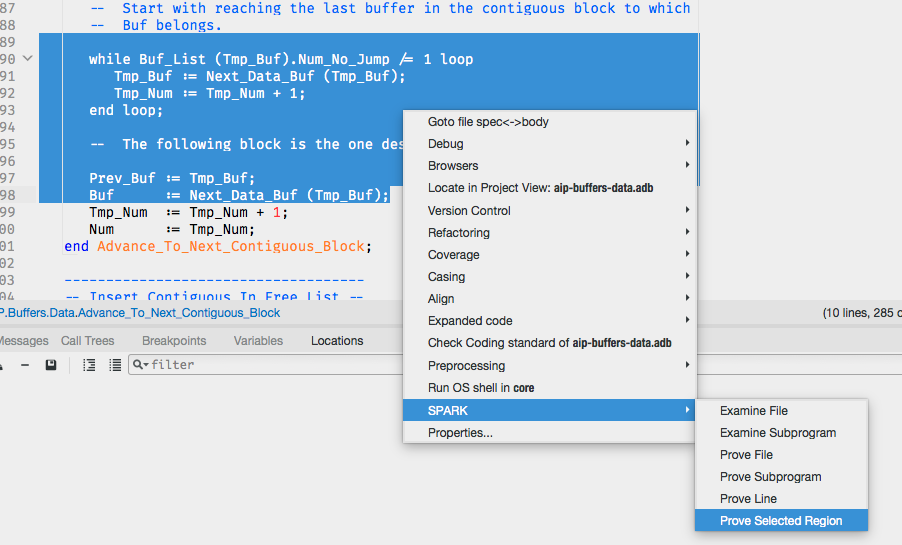 87 -- Start with reaching the last buffer in the contiguous block to which
88 -- Buf belongs.
89
90 while Buf_List (Tmp_Buf).Num_No_Jump /= 1 loop
91 Tmp_Buf := Next_Data_Buf (Tmp_Buf);
92 Tmp_Num := Tmp_Num + 1;
93 end loop;
94
95 -- The following block is the one des
96
97 Prev_Buf := Tmp_Buf;
98 Buf := Next_Data_Buf (Tmp_Buf);
99 Tmp_Num := Tmp_Num + 1;
00 Num := Tmp_Num;
01 end Advance_To_Next_Contiguous_Block;
02
03 ------------------------------------
04 -- Insert Contiguous In Free List --
P.Buffers.Data.Advance_To_Next_Contiguous_Block
(10 lines, 285 c
Messages Call Trees Breakpoints Variables Locations
filter
Goto file spec<->body
Debug
Browsers
Locate in Project View: aip-buffers-data.adb
Version Control
Refactoring
Coverage
Casing
Align
Expanded code
Check Coding standard of aip-buffers-data.adb
Preprocessing
Run OS shell in core
SPARK
Properties...
Examine File
Examine Subprogram
Prove File
Prove Subprogram
Prove Line
Prove Selected Region